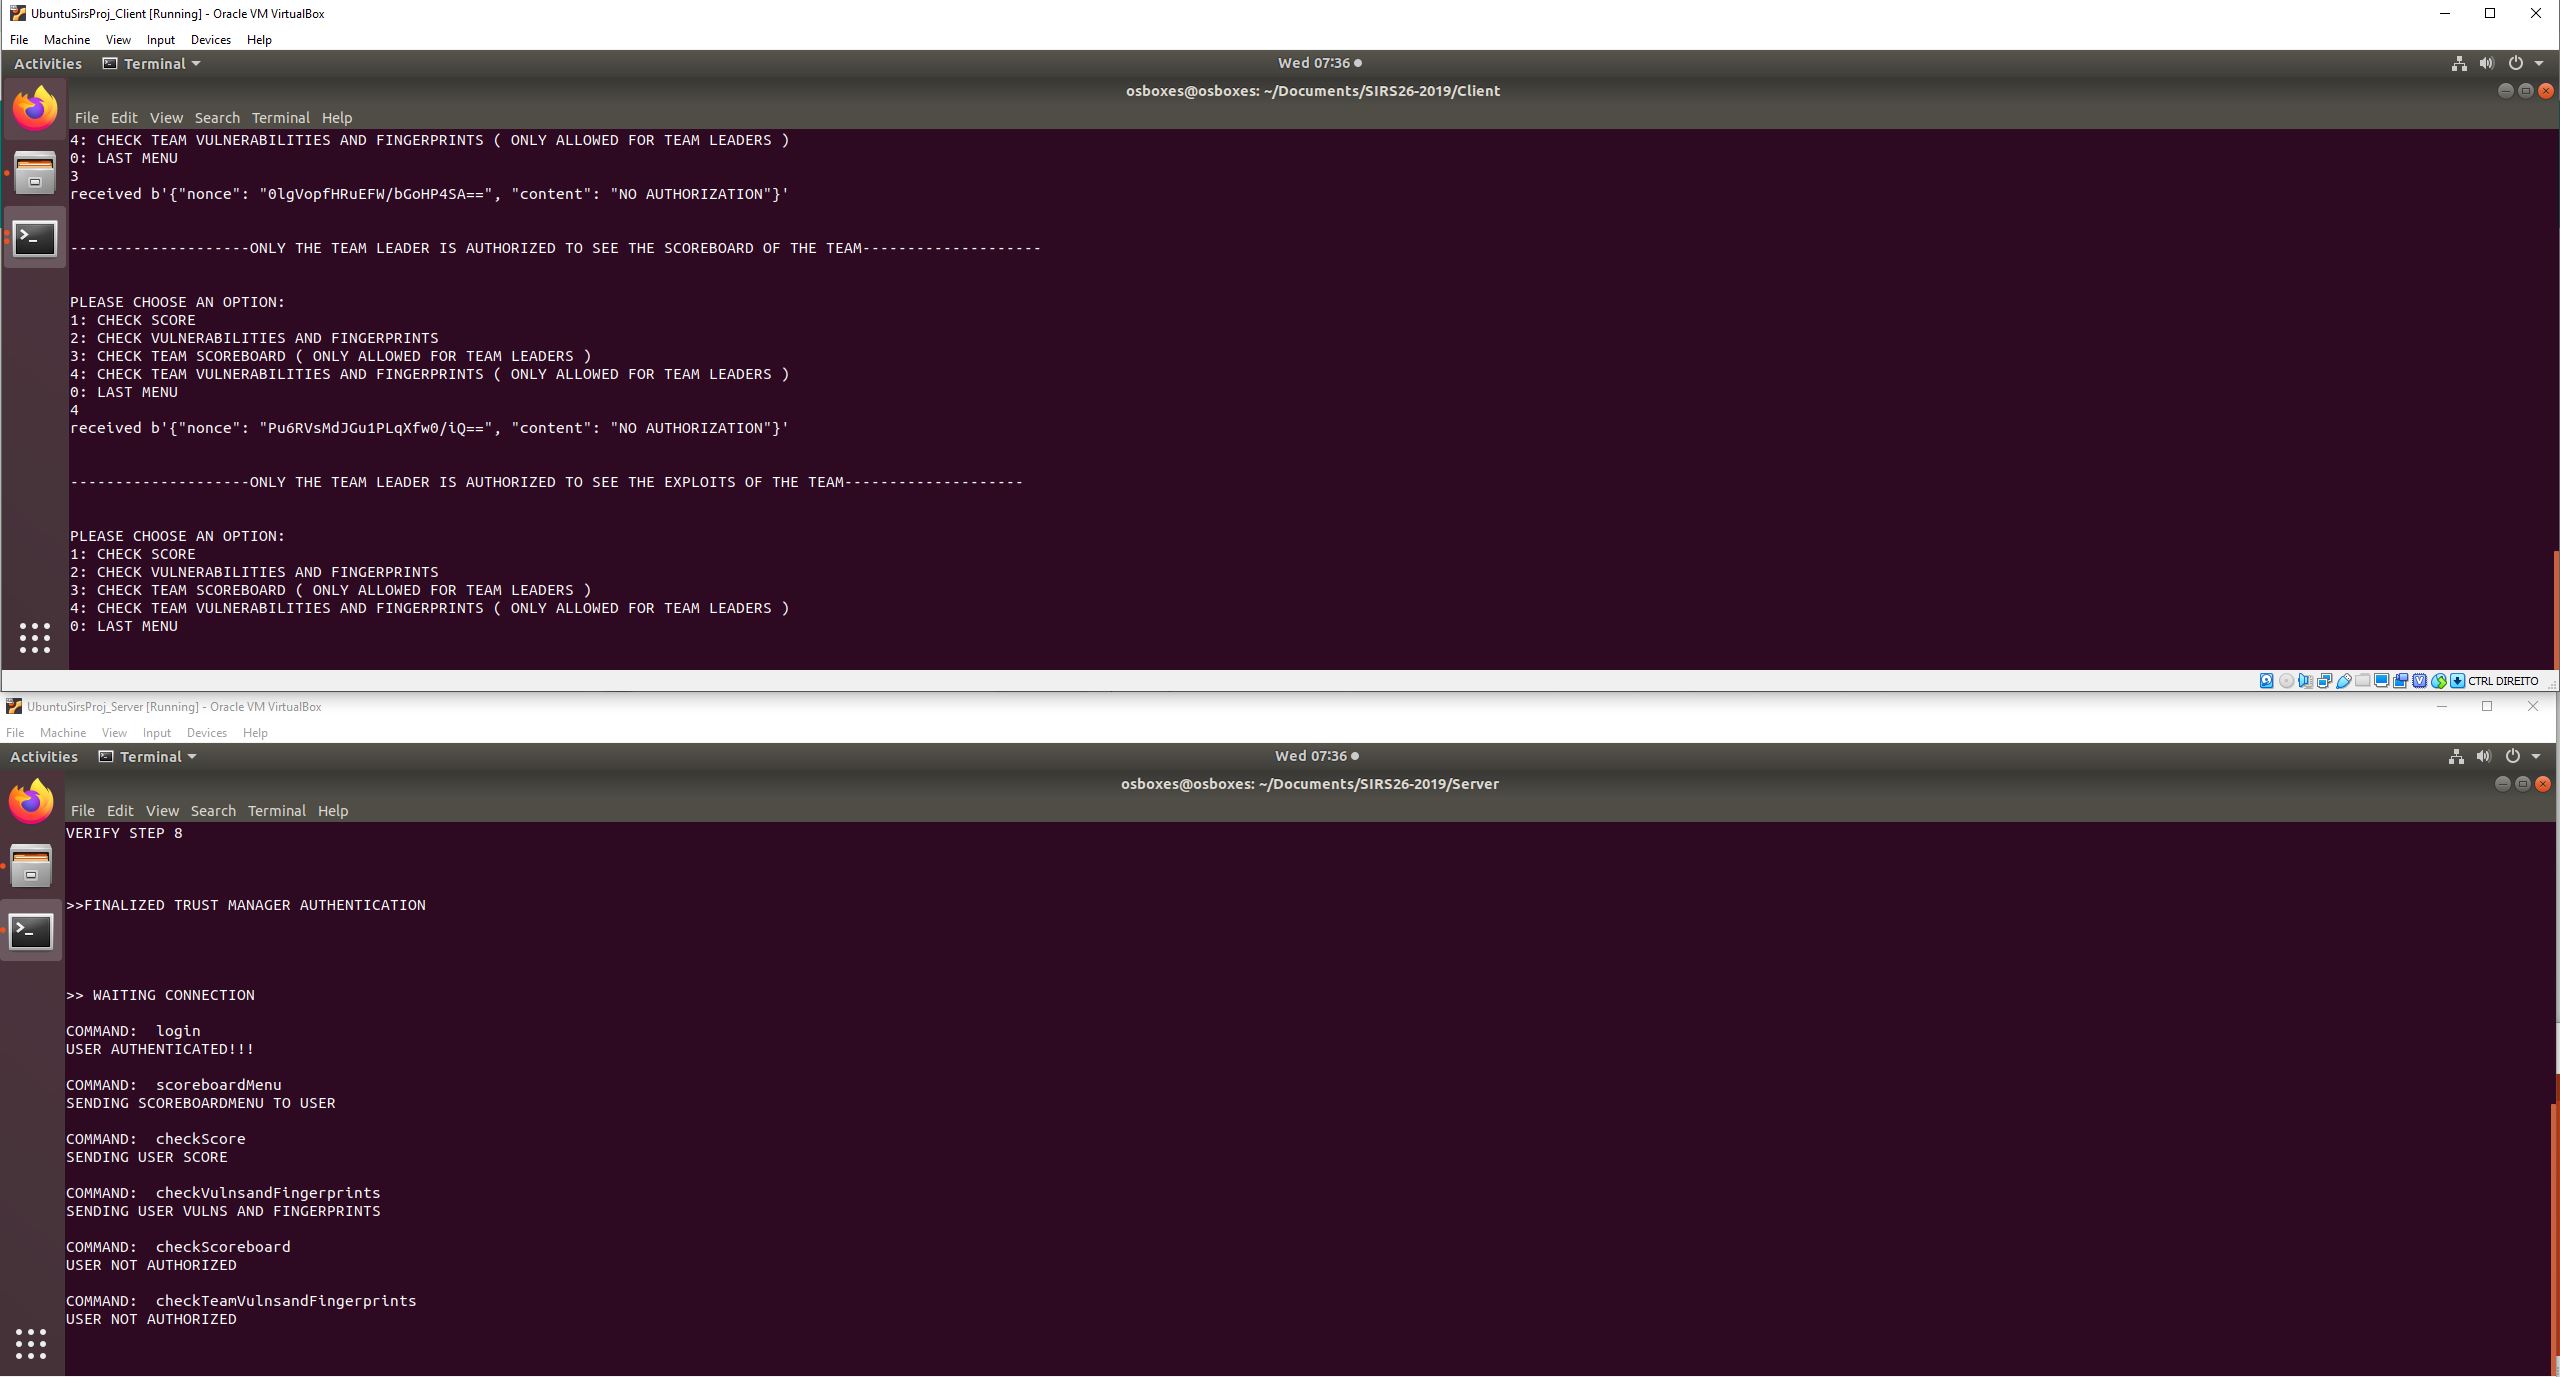 UbuntuSirsProj_Client [Running] - Oracle VM VirtualBox
File Machine View Input Devices Help
Activities Terminal Wed 07:36
osboxes@osboxes: ~/Documents/SIRS26-2019/Client
File Edit View Search Terminal Help
4: CHECK TEAM VULNERABILITIES AND FINGERPRINTS ( ONLY ALLOWED FOR TEAM LEADERS )
0: LAST MENU
3
received b'{"nonce": "0lgVopfHRuEFW/bGoHP4SA==", "content": "NO AUTHORIZATION"}'
--------------------ONLY THE TEAM LEADER IS AUTHORIZED TO SEE THE SCOREBOARD OF THE TEAM--------------------
PLEASE CHOOSE AN OPTION:
1: CHECK SCORE
2: CHECK VULNERABILITIES AND FINGERPRINTS
3: CHECK TEAM SCOREBOARD ( ONLY ALLOWED FOR TEAM LEADERS )
4: CHECK TEAM VULNERABILITIES AND FINGERPRINTS ( ONLY ALLOWED FOR TEAM LEADERS )
0: LAST MENU
4
received b'{"nonce": "Pu6RVsMdJGu1PLqXfw0/iQ==", "content": "NO AUTHORIZATION"}'
--------------------ONLY THE TEAM LEADER IS AUTHORIZED TO SEE THE EXPLOITS OF THE TEAM--------------------
PLEASE CHOOSE AN OPTION:
1: CHECK SCORE
2: CHECK VULNERABILITIES AND FINGERPRINTS
3: CHECK TEAM SCOREBOARD ( ONLY ALLOWED FOR TEAM LEADERS )
4: CHECK TEAM VULNERABILITIES AND FINGERPRINTS ( ONLY ALLOWED FOR TEAM LEADERS )
0: LAST MENU
CTRL DIREITO
UbuntuSirsProj_Server [Running] - Oracle VM VirtualBox
File Machine View Input Devices Help
Activities Terminal Wed 07:36
osboxes@osboxes: ~/Documents/SIRS26-2019/Server
File Edit View Search Terminal Help
VERIFY STEP 8
>>FINALIZED TRUST MANAGER AUTHENTICATION
>> WAITING CONNECTION
COMMAND:  login
USER AUTHENTICATED!!!
COMMAND:  scoreboardMenu
SENDING SCOREBOARDMENU TO USER
COMMAND:  checkScore
SENDING USER SCORE
COMMAND:  checkVulnsandFingerprints
SENDING USER VULNS AND FINGERPRINTS
COMMAND:  checkScoreboard
USER NOT AUTHORIZED
COMMAND:  checkTeamVulnsandFingerprints
USER NOT AUTHORIZED